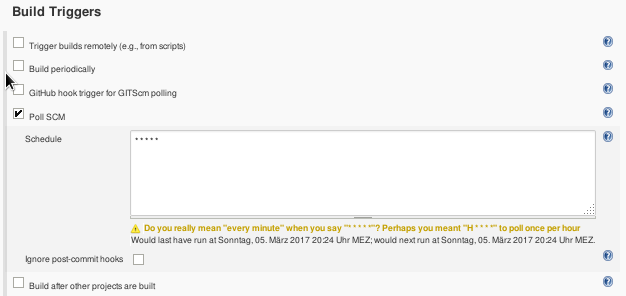 Build Triggers
Trigger builds remotely (e.g., from scripts)
Build periodically
GitHub hook trigger for GITScm polling
Poll SCM
Schedule
* * * * *
Do you really mean "every minute" when you say "* * * * *"? Perhaps you meant "H * * * *" to poll once per hour
Would last have run at Sonntag, 05. März 2017 20:24 Uhr MEZ; would next run at Sonntag, 05. März 2017 20:24 Uhr MEZ.
Ignore post-commit hooks
Build after other projects are built